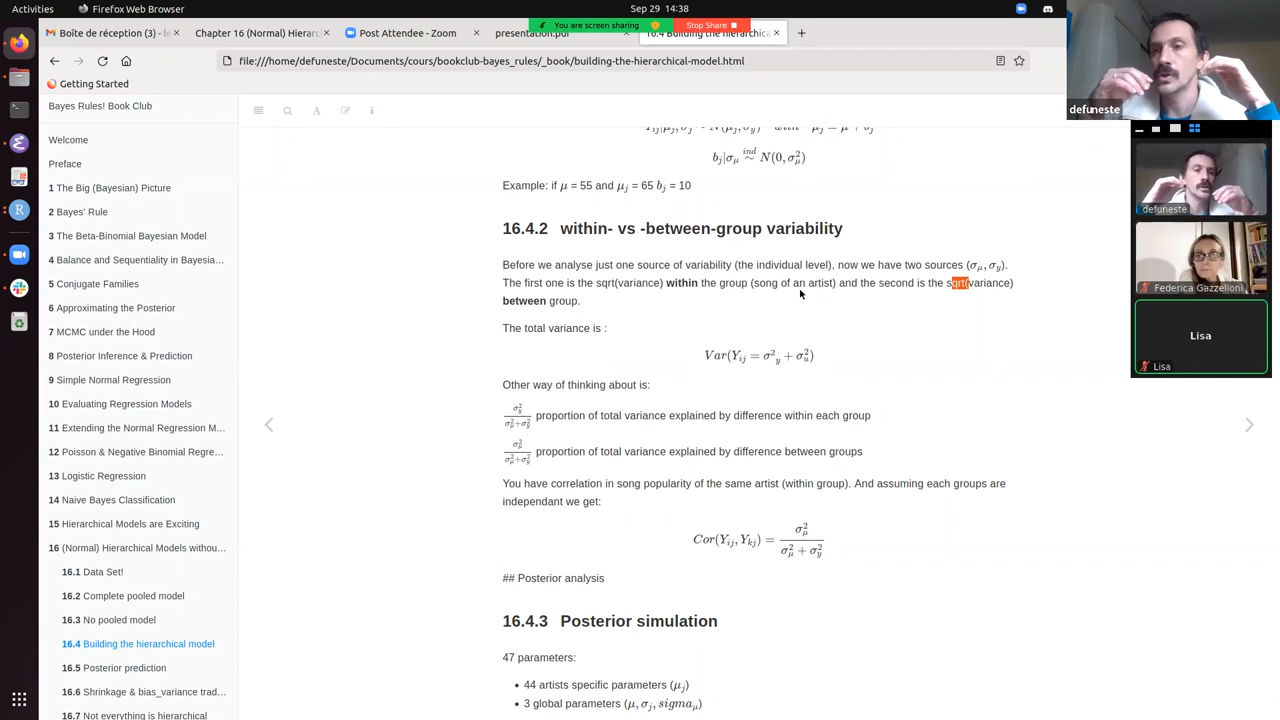 Activities
Firefox Web Browser
Sep 29 14:38
You are screen sharing
Stop Share
Boîte de réception (3) - le
Chapter 16 (Normal) Hierarc
Post Attendee - Zoom
presentation.pdf
16.4 Building the hierarchica
file:///home/defuneste/Documents/cours/bookclub-bayes_rules/_book/building-the-hierarchical-model.html
Getting Started
Bayes Rules! Book Club
Welcome
Preface
1 The Big (Bayesian) Picture
2 Bayes' Rule
3 The Beta-Binomial Bayesian Model
4 Balance and Sequentiality in Bayesia...
5 Conjugate Families
6 Approximating the Posterior
7 MCMC under the Hood
8 Posterior Inference & Prediction
9 Simple Normal Regression
10 Evaluating Regression Models
11 Extending the Normal Regression M...
12 Poisson & Negative Binomial Regre...
13 Logistic Regression
14 Naive Bayes Classification
15 Hierarchical Models are Exciting
16 (Normal) Hierarchical Models withou...
16.1 Data Set!
16.2 Complete pooled model
16.3 No pooled model
16.4 Building the hierarchical model
16.5 Posterior prediction
16.6 Shrinkage & bias_variance trad...
16.7 Not everything is hierarchical
b_j|σ_μ ind ~ N(0, σ²_μ)
Example: if μ = 55 and μ_j = 65 b_j = 10
16.4.2 within- vs -between-group variability
Before we analyse just one source of variability (the individual level), now we have two sources (σ_μ, σ_y).
The first one is the sqrt(variance) within the group (song of an artist) and the second is the sqrt(variance)
between group.
The total variance is :
Var(Y_ij = σ²_y + σ²_u)
Other way of thinking about is:
σ²_y / (σ²_μ + σ²_y) proportion of total variance explained by difference within each group
σ²_μ / (σ²_μ + σ²_y) proportion of total variance explained by difference between groups
You have correlation in song popularity of the same artist (within group). And assuming each groups are
independant we get:
Cor(Y_ij, Y_kj) = σ²_μ / (σ²_μ + σ²_y)
## Posterior analysis
16.4.3 Posterior simulation
47 parameters:
• 44 artists specific parameters (μ_j)
• 3 global parameters (μ, σ_j, sigma_μ)
defuneste
defuneste
Federica Gazzelloni
Lisa
Lisa